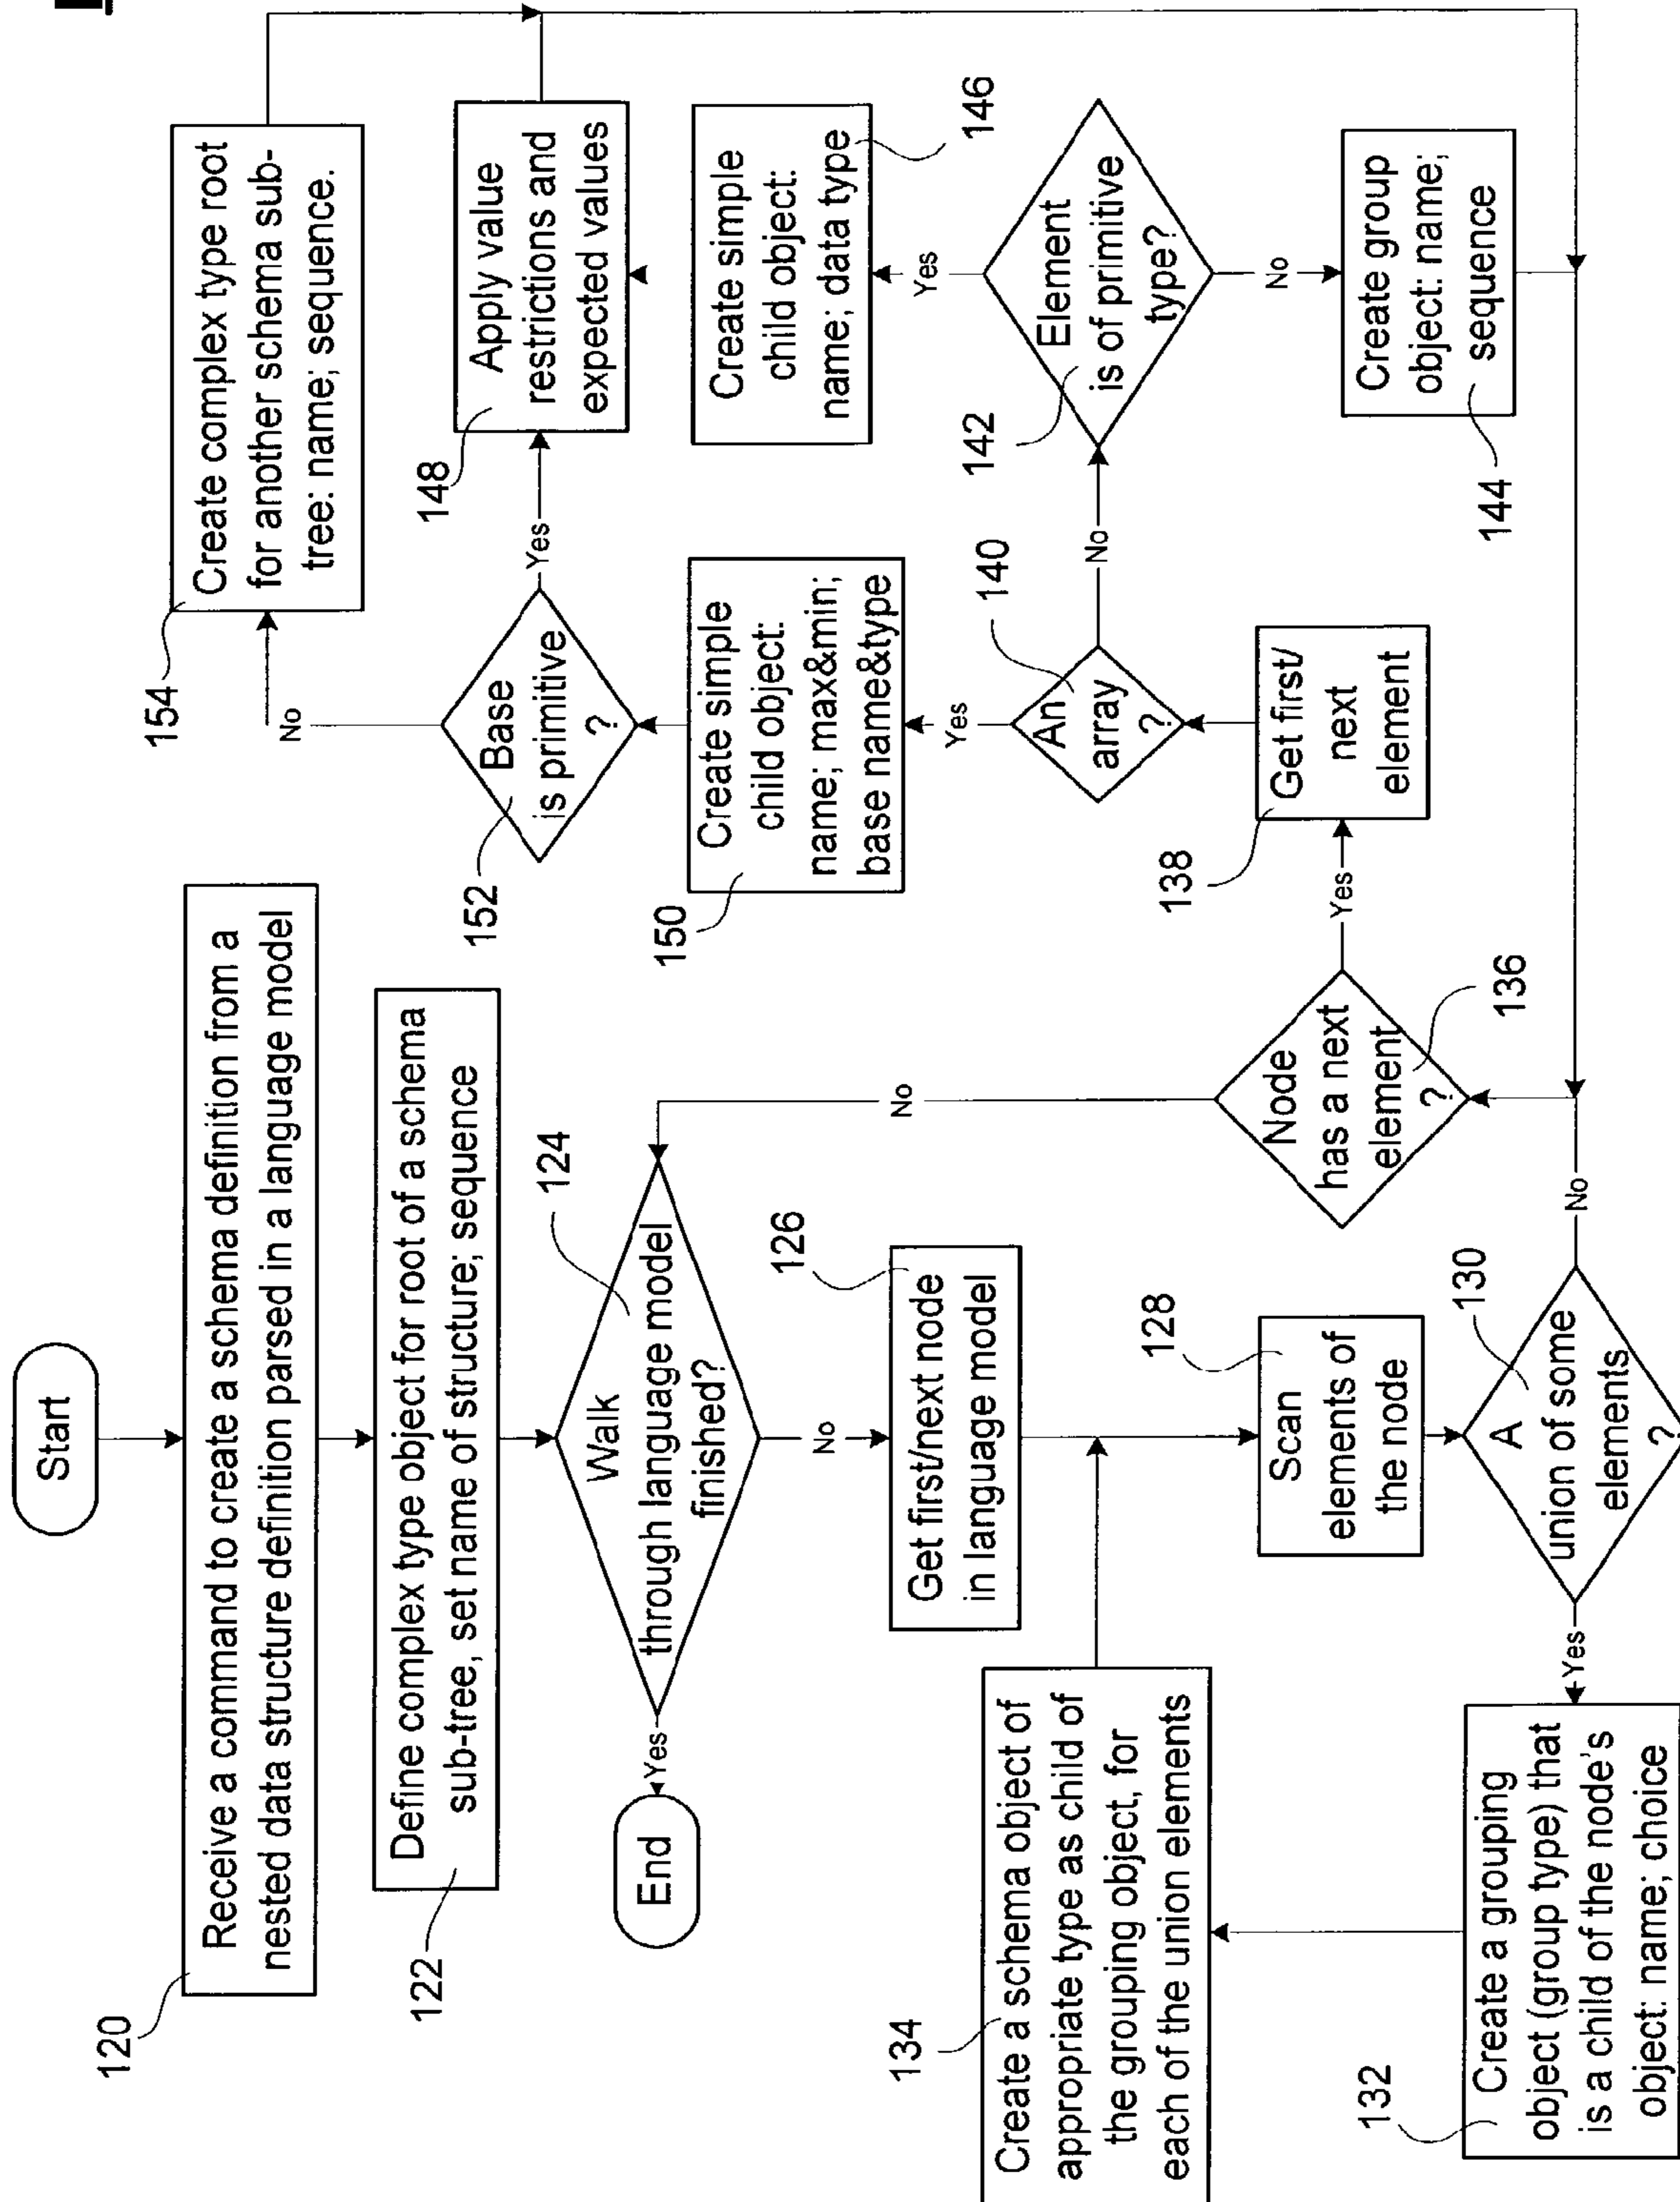 Start
120
Receive a command to create a schema definition from a
nested data structure definition parsed in a language model
122
Define complex type object for root of a schema
sub-tree, set name of structure; sequence
124
Walk
through language model
finished?
Yes
End
No
126
Get first/next node
in language model
128
Scan
elements of
the node
130
A
union of some
elements
?
Yes
No
132
Create a grouping
object (group type) that
is a child of the node's
object: name; choice
134
Create a schema object of
appropriate type as child of
the grouping object, for
each of the union elements
136
Node
has a next
element
?
No
Yes
138
Get first/
next
element
140
An
array
?
Yes
No
142
Element
is of primitive
type?
Yes
No
144
Create group
object: name;
sequence
146
Create simple
child object:
name; data type
148
Apply value
restrictions and
expected values
150
Create simple
child object:
name; max&min;
base name&type
152
Base
is primitive
?
Yes
No
154
Create complex type root
for another schema sub-
tree: name; sequence.